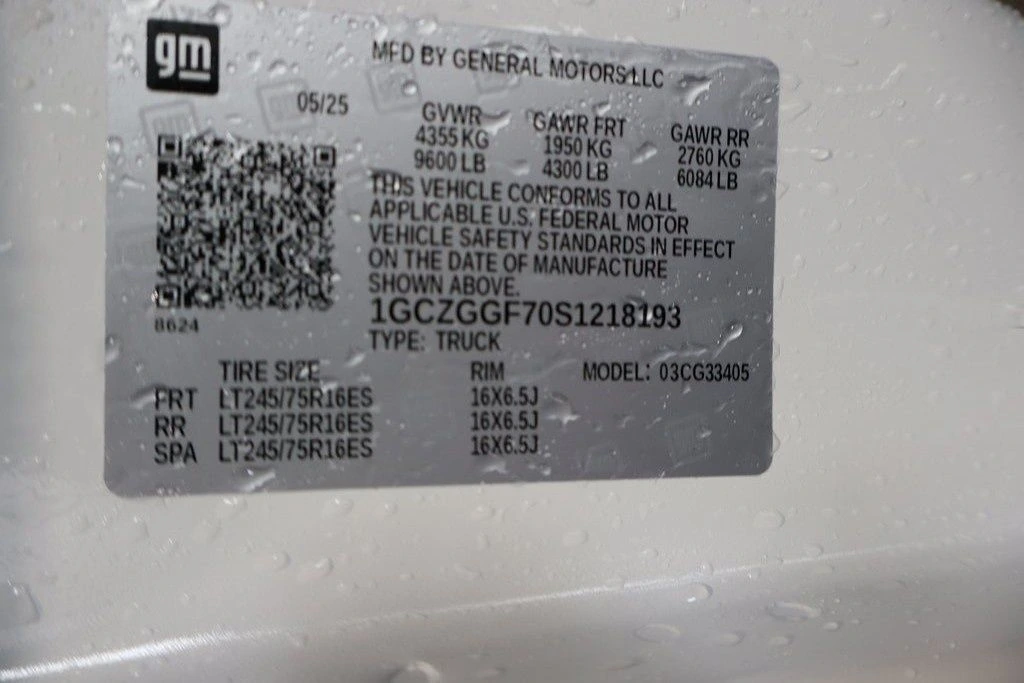 gm
MFD BY GENERAL MOTORS LLC
05/25
GVWR GAWR FRT GAWR RR
4355 KG 1950 KG 2760 KG
9600 LB 4300 LB 6084 LB
THIS VEHICLE CONFORMS TO ALL
APPLICABLE U.S. FEDERAL MOTOR
VEHICLE SAFETY STANDARDS IN EFFECT
ON THE DATE OF MANUFACTURE
SHOWN ABOVE.
1GCZGGF70S1218193
8624
TYPE: TRUCK
TIRE SIZE RIM MODEL: 03CG33405
FRT LT245/75R16ES 16X6.5J
RR LT245/75R16ES 16X6.5J
SPA LT245/75R16ES 16X6.5J